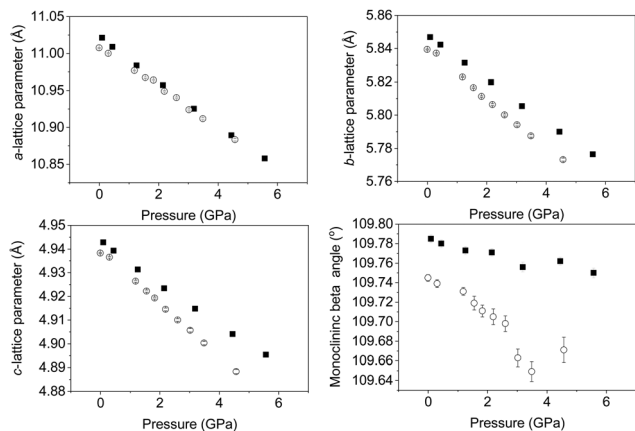 11.05
11.00
10.95
10.90
10.85
0 2 4 6
Pressure (GPa)
a-lattice parameter (Å)
5.86
5.84
5.82
5.80
5.78
5.76
0 2 4 6
Pressure (GPa)
b-lattice parameter (Å)
4.95
4.94
4.93
4.92
4.91
4.90
4.89
4.88
0 2 4 6
Pressure (GPa)
c-lattice parameter (Å)
109.80
109.78
109.76
109.74
109.72
109.70
109.68
109.66
109.64
0 2 4 6
Pressure (GPa)
Monoclininc beta angle (º)